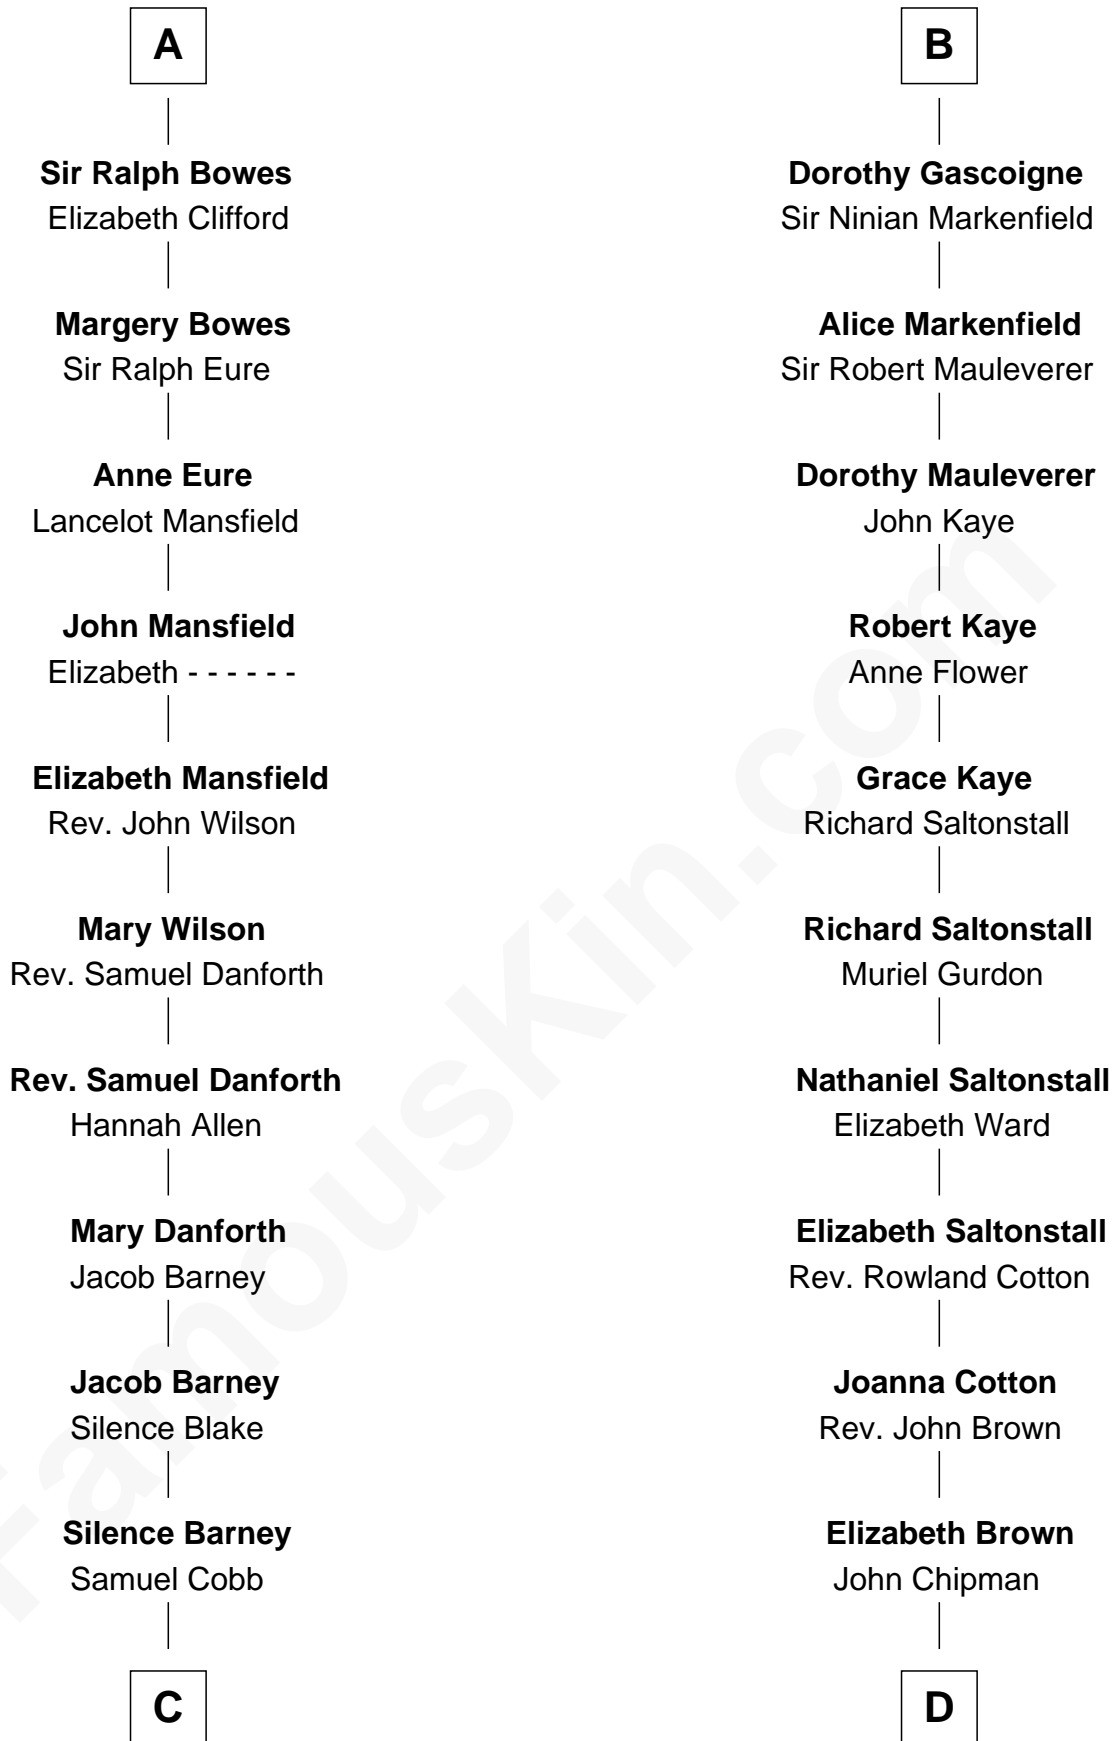 A
Sir Ralph Bowes
Elizabeth Clifford
Margery Bowes
Sir Ralph Eure
Anne Eure
Lancelot Mansfield
John Mansfield
Elizabeth - - - - - -
Elizabeth Mansfield
Rev. John Wilson
Mary Wilson
Rev. Samuel Danforth
Rev. Samuel Danforth
Hannah Allen
Mary Danforth
Jacob Barney
Jacob Barney
Silence Blake
Silence Barney
Samuel Cobb
C
B
Dorothy Gascoigne
Sir Ninian Markenfield
Alice Markenfield
Sir Robert Mauleverer
Dorothy Mauleverer
John Kaye
Robert Kaye
Anne Flower
Grace Kaye
Richard Saltonstall
Richard Saltonstall
Muriel Gurdon
Nathaniel Saltonstall
Elizabeth Ward
Elizabeth Saltonstall
Rev. Rowland Cotton
Joanna Cotton
Rev. John Brown
Elizabeth Brown
John Chipman
D
FamousKin.com